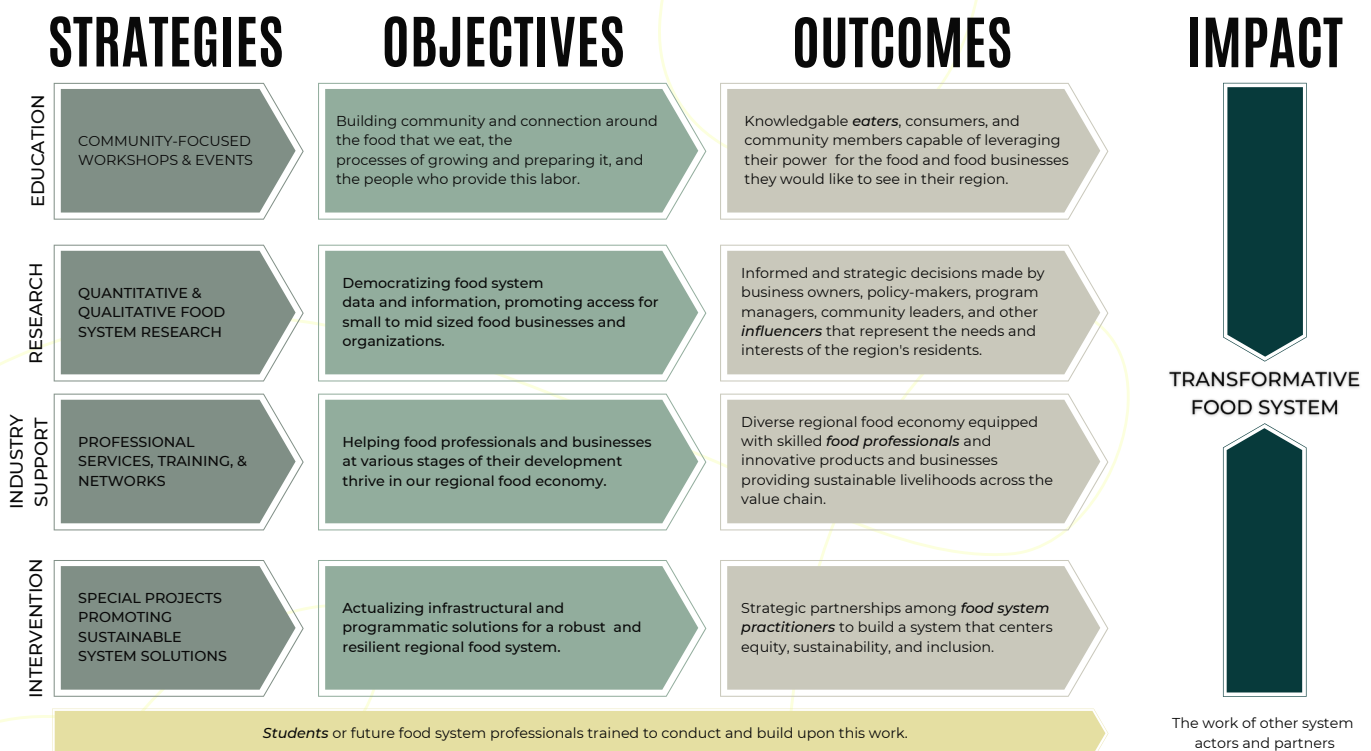 STRATEGIES
OBJECTIVES
OUTCOMES
IMPACT
EDUCATION
COMMUNITY-FOCUSED
WORKSHOPS & EVENTS
Building community and connection around
the food that we eat, the
processes of growing and preparing it, and
the people who provide this labor.
Knowledgable eaters, consumers, and
community members capable of leveraging
their power for the food and food businesses
they would like to see in their region.
RESEARCH
QUANTITATIVE &
QUALITATIVE FOOD
SYSTEM RESEARCH
Democratizing food system
data and information, promoting access for
small to mid sized food businesses and
organizations.
Informed and strategic decisions made by
business owners, policy-makers, program
managers, community leaders, and other
influencers that represent the needs and
interests of the region's residents.
INDUSTRY
SUPPORT
PROFESSIONAL
SERVICES, TRAINING, &
NETWORKS
Helping food professionals and businesses
at various stages of their development
thrive in our regional food economy.
Diverse regional food economy equipped
with skilled food professionals and
innovative products and businesses
providing sustainable livelihoods across the
value chain.
INTERVENTION
SPECIAL PROJECTS
PROMOTING
SUSTAINABLE
SYSTEM SOLUTIONS
Actualizing infrastructural and
programmatic solutions for a robust and
resilient regional food system.
Strategic partnerships among food system
practitioners to build a system that centers
equity, sustainability, and inclusion.
TRANSFORMATIVE
FOOD SYSTEM
Students or future food system professionals trained to conduct and build upon this work.
The work of other system
actors and partners